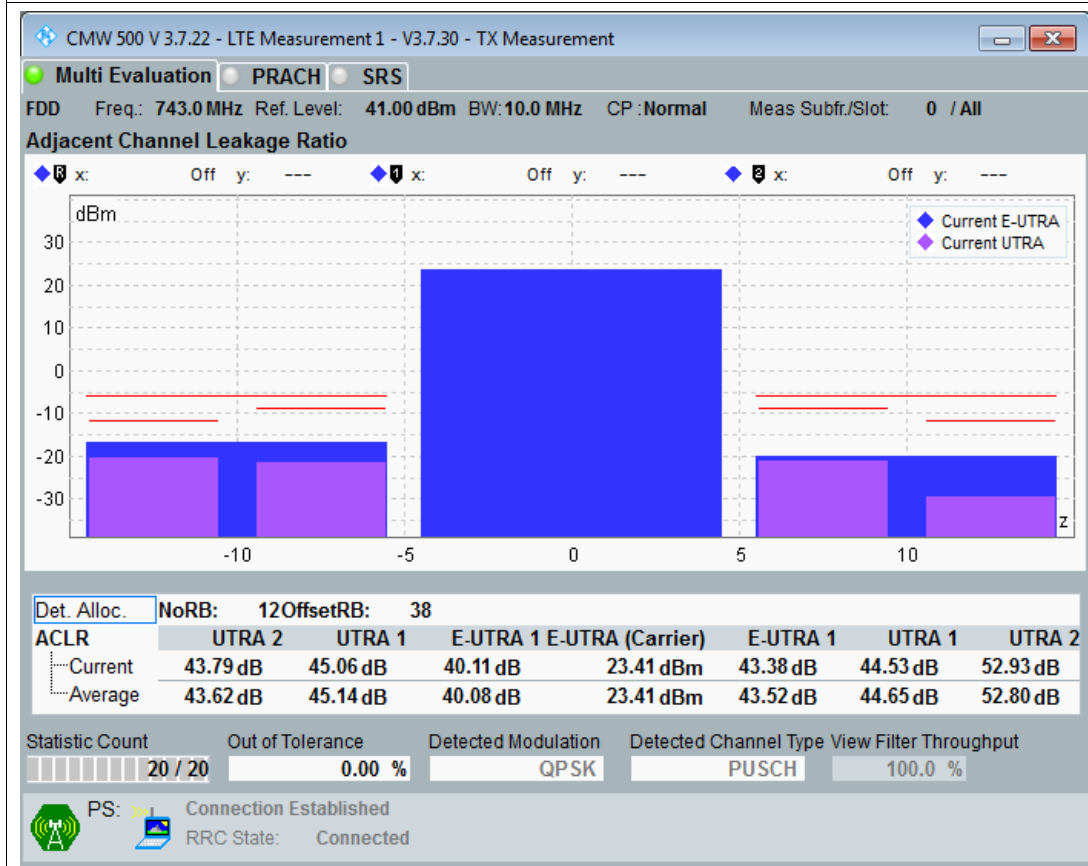 CMW 500 V 3.7.22 - LTE Measurement 1 - V3.7.30 - TX Measurement
Multi Evaluation PRACH SRS
FDD Freq.: 743.0 MHz Ref. Level: 41.00 dBm BW: 10.0 MHz CP : Normal Meas Subfr./Slot: 0 / All
Adjacent Channel Leakage Ratio
R x: Off y: --- 1 x: Off y: --- 2 x: Off y: ---
dBm
Current E-UTRA
Current UTRA
30
20
10
0
-10
-20
-30
z
-10 -5 0 5 10
Det. Alloc. NoRB: 12 OffsetRB: 38
ACLR UTRA 2 UTRA 1 E-UTRA 1 E-UTRA (Carrier) E-UTRA 1 UTRA 1 UTRA 2
Current 43.79 dB 45.06 dB 40.11 dB 23.41 dBm 43.38 dB 44.53 dB 52.93 dB
Average 43.62 dB 45.14 dB 40.08 dB 23.41 dBm 43.52 dB 44.65 dB 52.80 dB
Statistic Count Out of Tolerance Detected Modulation Detected Channel Type View Filter Throughput
20 / 20 0.00 % QPSK PUSCH 100.0 %
PS: Connection Established
RRC State: Connected